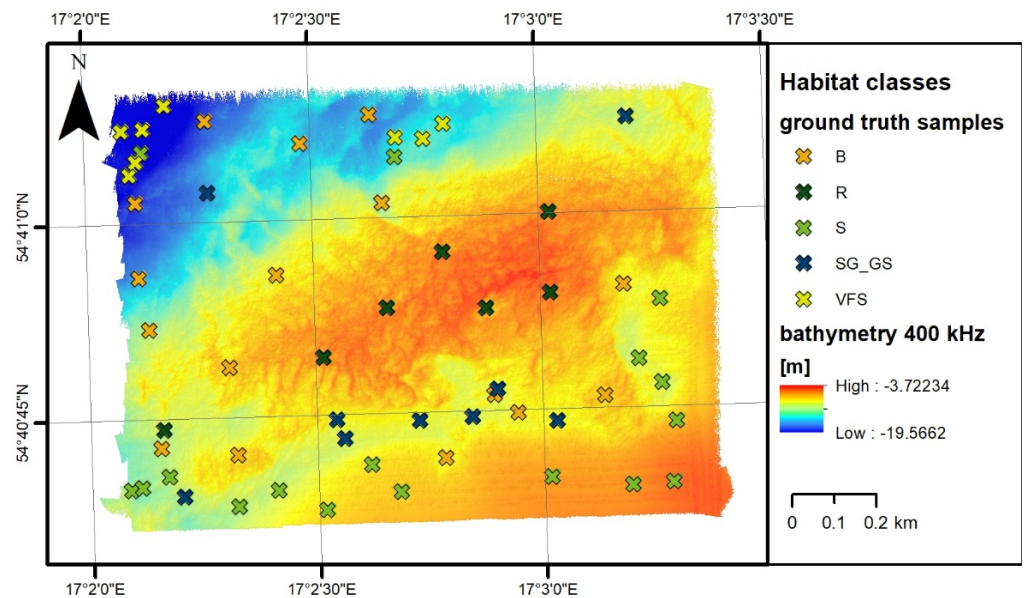 17°2'0"E 17°2'30"E 17°3'0"E 17°3'30"E
N
54°41'0"N
54°40'45"N
17°2'0"E 17°2'30"E 17°3'0"E
Habitat classes
ground truth samples
B
R
S
SG_GS
VFS
bathymetry 400 kHz
[m]
High : -3.72234
Low : -19.5662
0 0.1 0.2 km